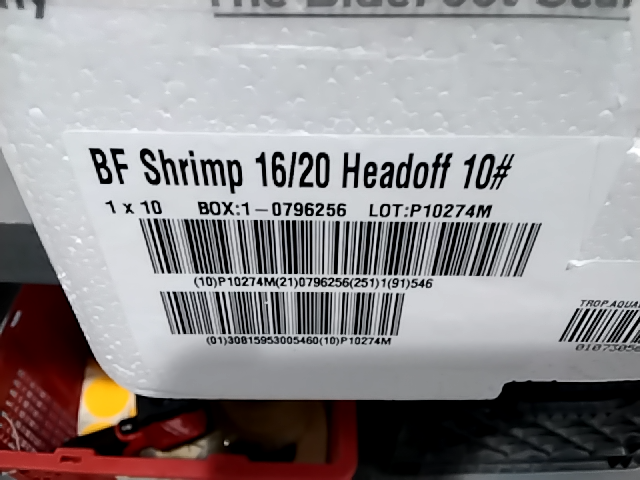 BF Shrimp 16/20 Headoff 10#
1 x 10 BOX:1-0796256 LOT:P10274M
(10)P10274M(21)0796256(251)1(91)546
(01)30815953005460(10)P10274M